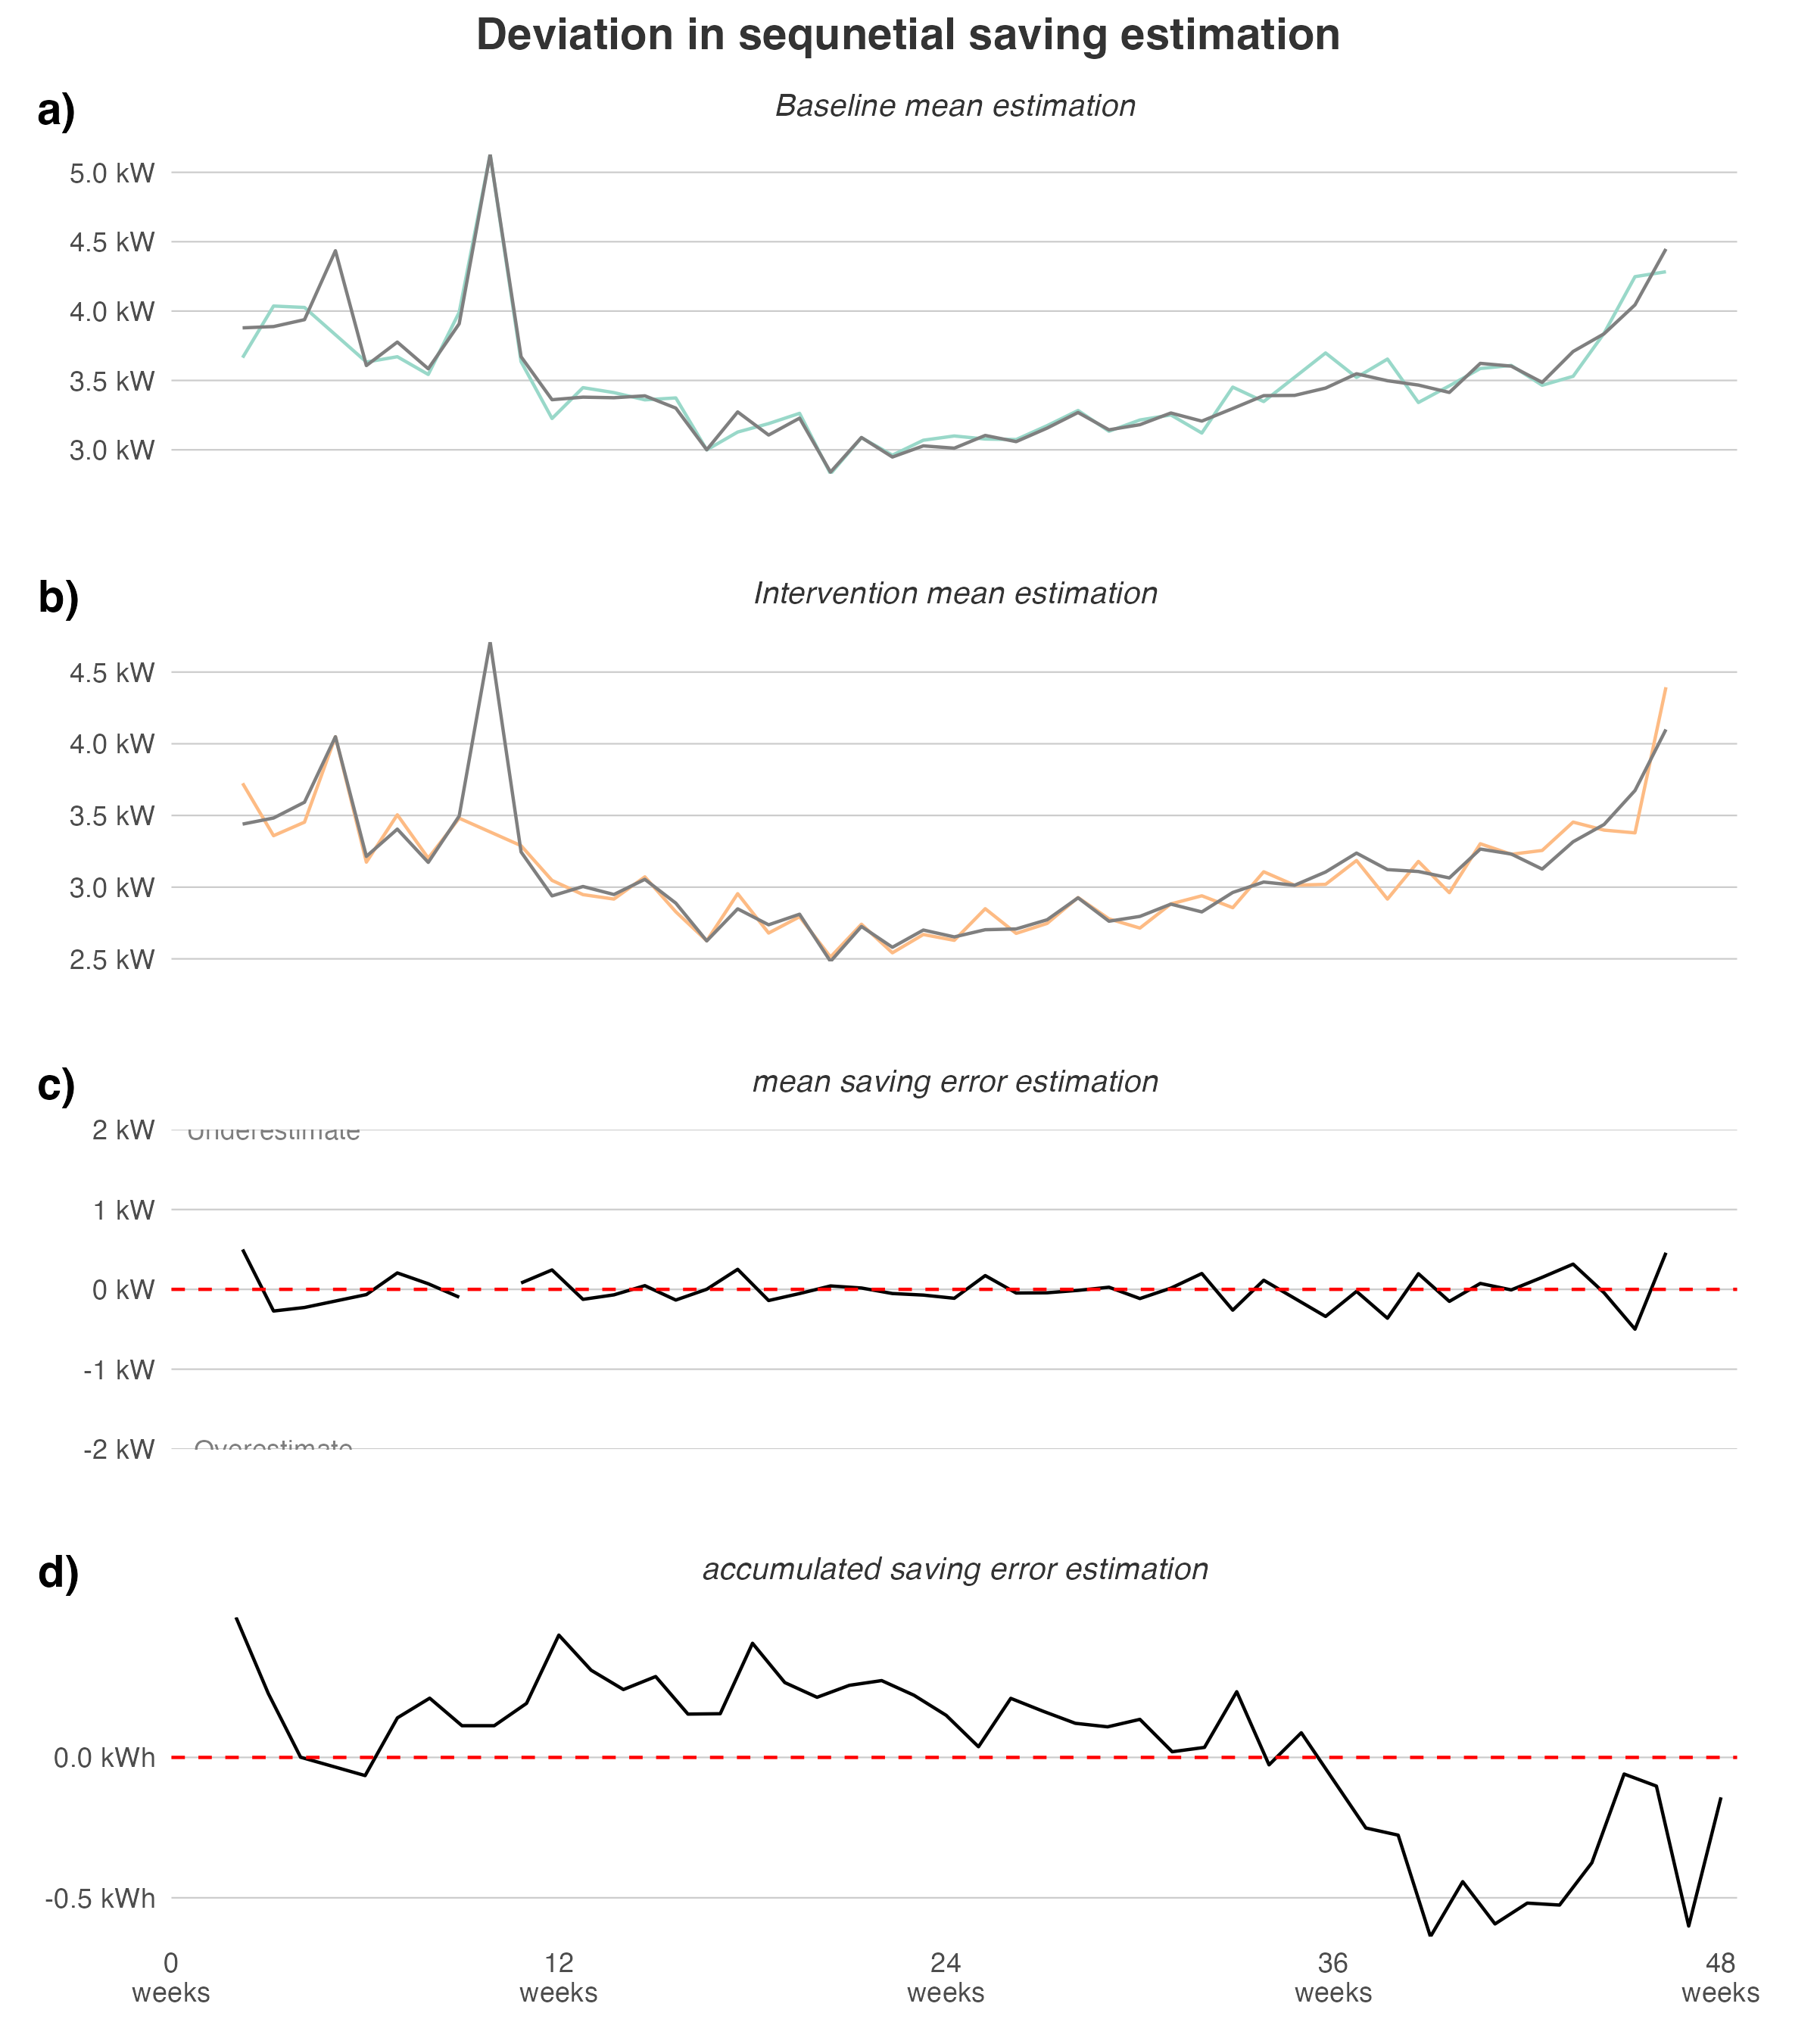 Deviation in sequnetial saving estimation
a)
Baseline mean estimation
5.0 kW
4.5 kW
4.0 kW
3.5 kW
3.0 kW
b)
Intervention mean estimation
4.5 kW
4.0 kW
3.5 kW
3.0 kW
2.5 kW
c)
mean saving error estimation
2 kW
Underestimate
1 kW
0 kW
-1 kW
-2 kW
Overestimate
d)
accumulated saving error estimation
0.0 kWh
-0.5 kWh
0 12 24 36 48
weeks weeks weeks weeks weeks